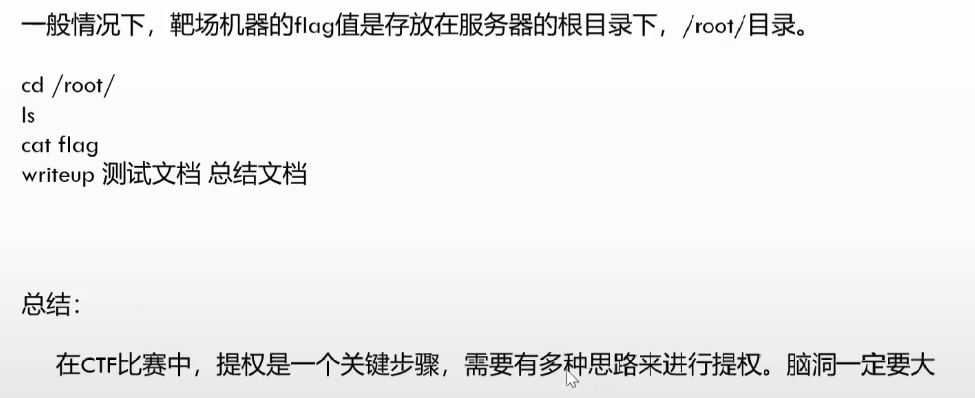 一般情况下，靶场机器的flag值是存放在服务器的根目录下，/root/目录。
cd /root/
ls
cat flag
writeup 测试文档 总结文档
总结：
在CTF比赛中，提权是一个关键步骤，需要有多种思路来进行提权。脑洞一定要大